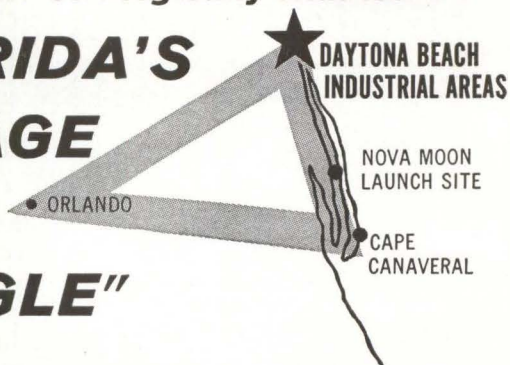 RIDA'S
AGE
GLE"
DAYTONA BEACH
INDUSTRIAL AREAS
NOVA MOON
LAUNCH SITE
ORLANDO
CAPE
CANAVERAL